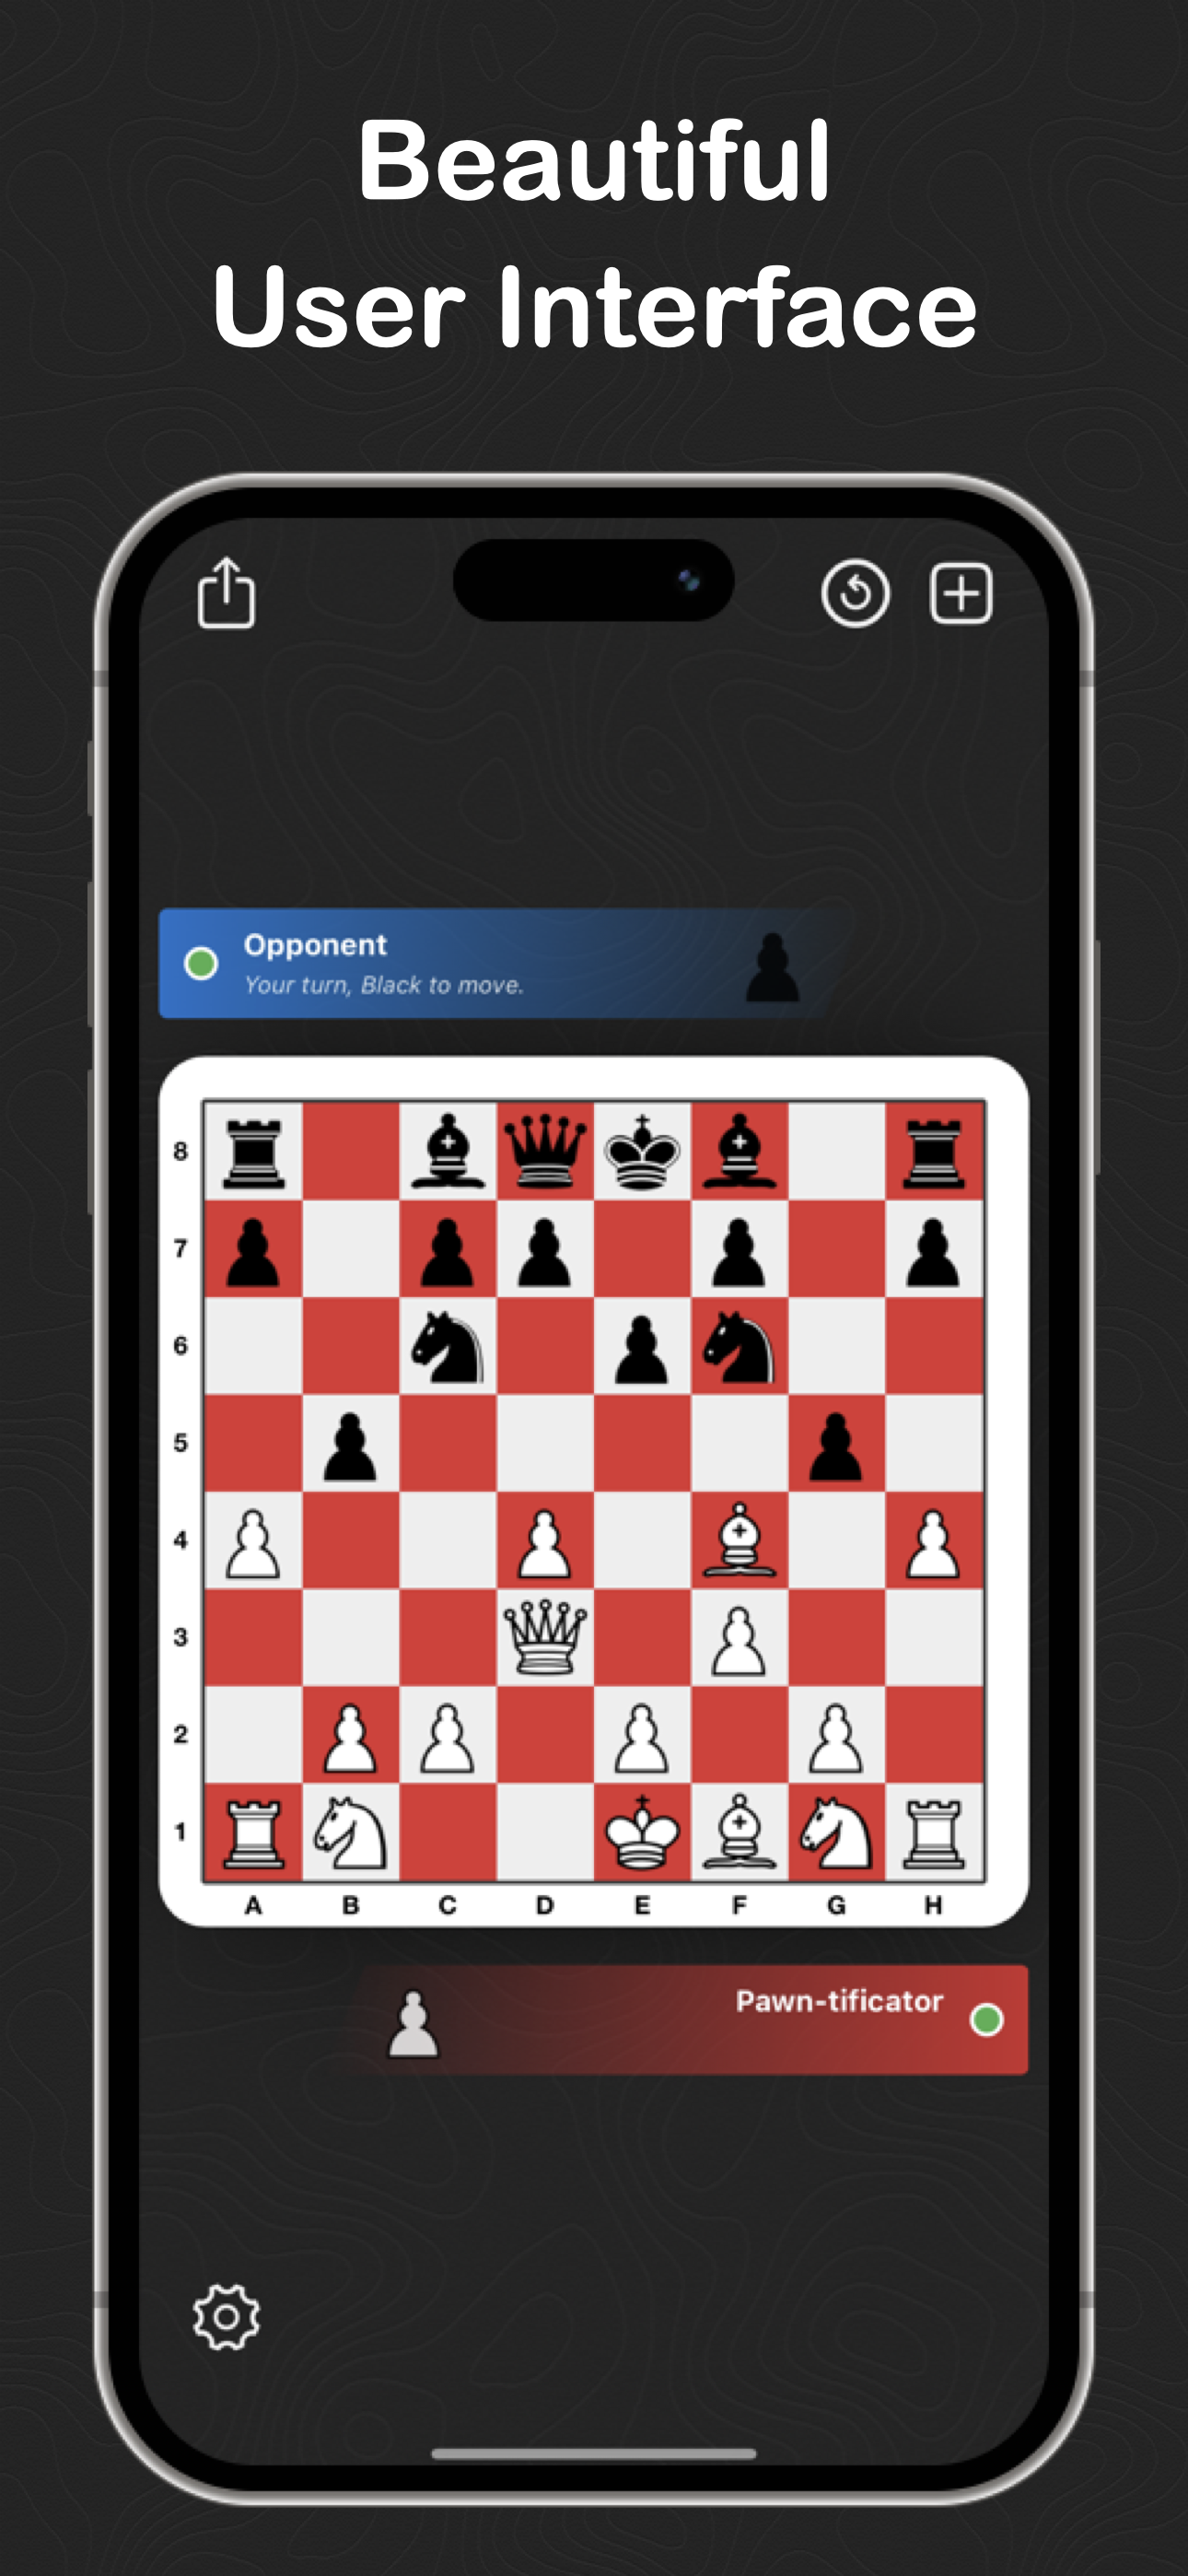 Beautiful
User Interface
Opponent
Your turn, Black to move.
8
7
6
5
4
3
2
1
A B C D E F G H
Pawn-tificator